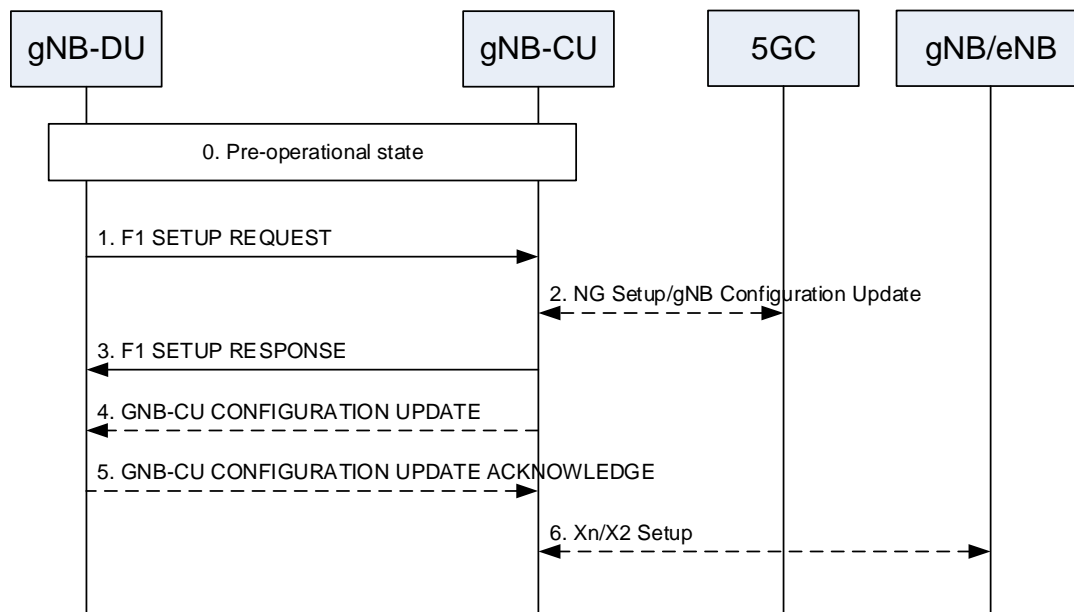 gNB-DU
gNB-CU
5GC
gNB/eNB
0. Pre-operational state
1. F1 SETUP REQUEST
2. NG Setup/gNB Configuration Update
3. F1 SETUP RESPONSE
4. GNB-CU CONFIGURATION UPDATE
5. GNB-CU CONFIGURATION UPDATE ACKNOWLEDGE
6. Xn/X2 Setup